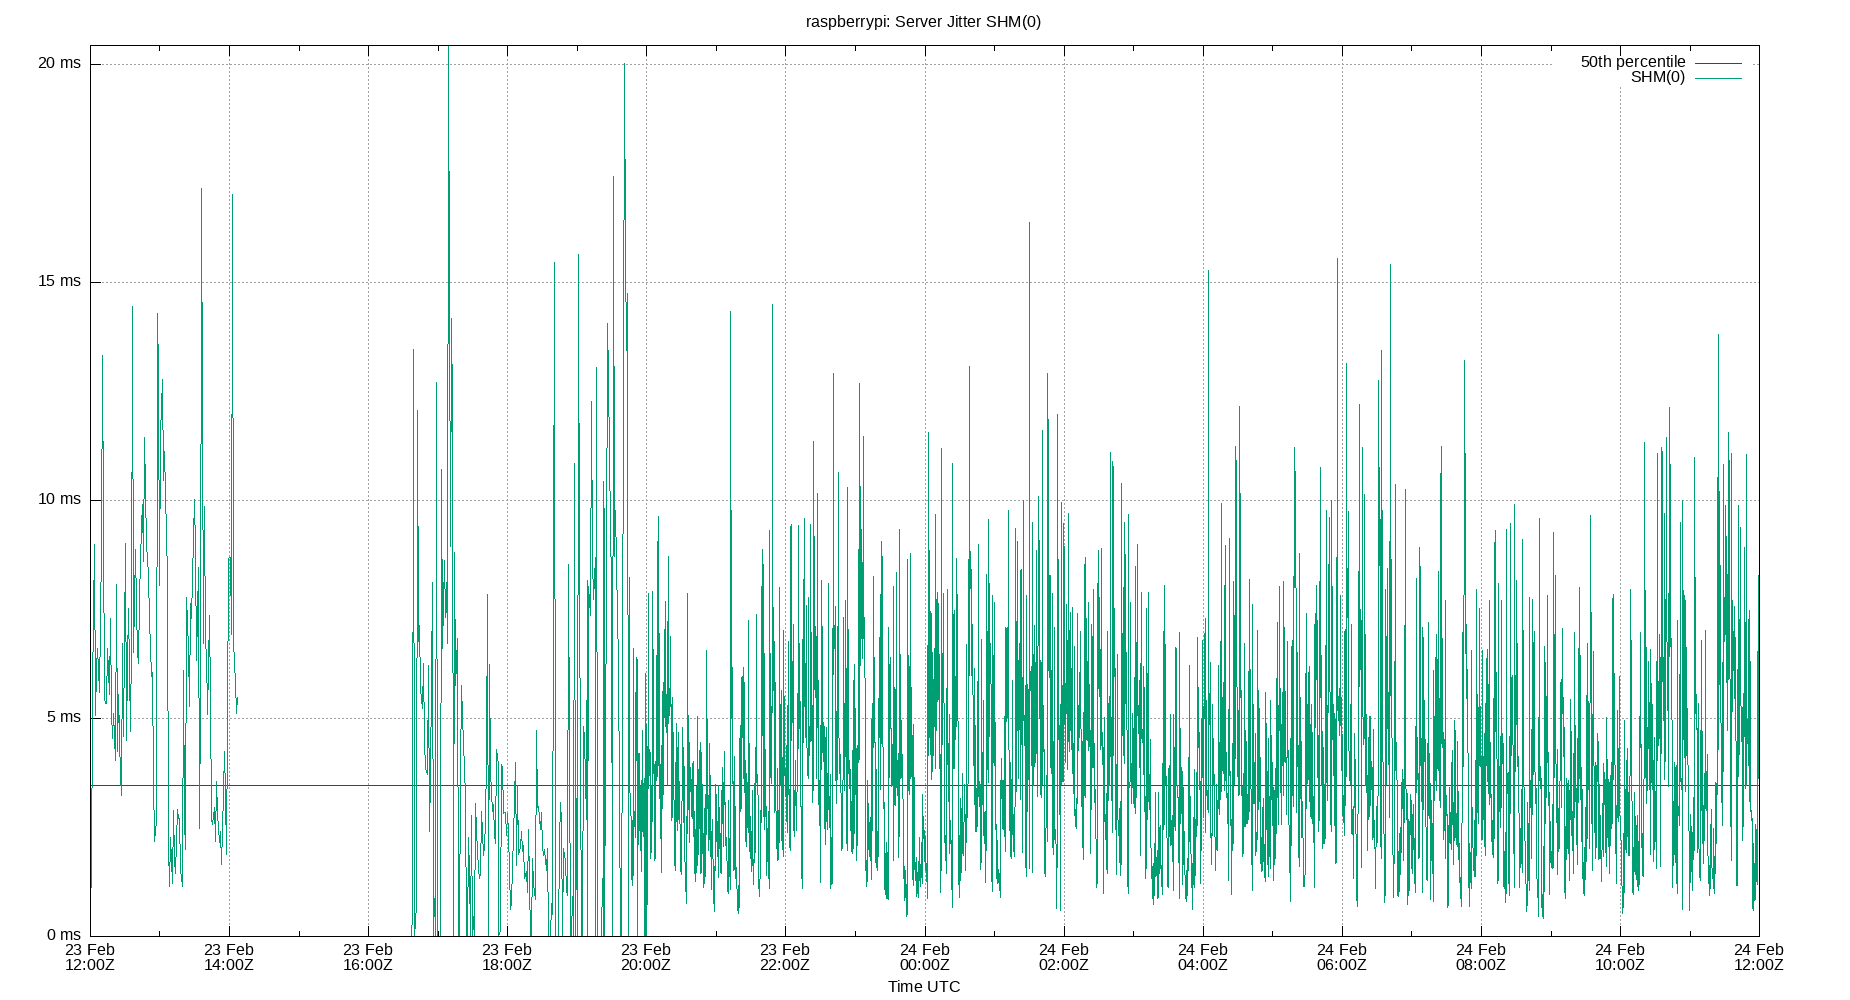 raspberrypi: Server Jitter SHM(0)
20 ms
50th percentile
SHM(0)
15 ms
10 ms
5 ms
0 ms
23 Feb 23 Feb 23 Feb 23 Feb 23 Feb 23 Feb 24 Feb 24 Feb 24 Feb 24 Feb 24 Feb 24 Feb 24 Feb
12:00Z 14:00Z 16:00Z 18:00Z 20:00Z 22:00Z 00:00Z 02:00Z 04:00Z 06:00Z 08:00Z 10:00Z 12:00Z
Time UTC